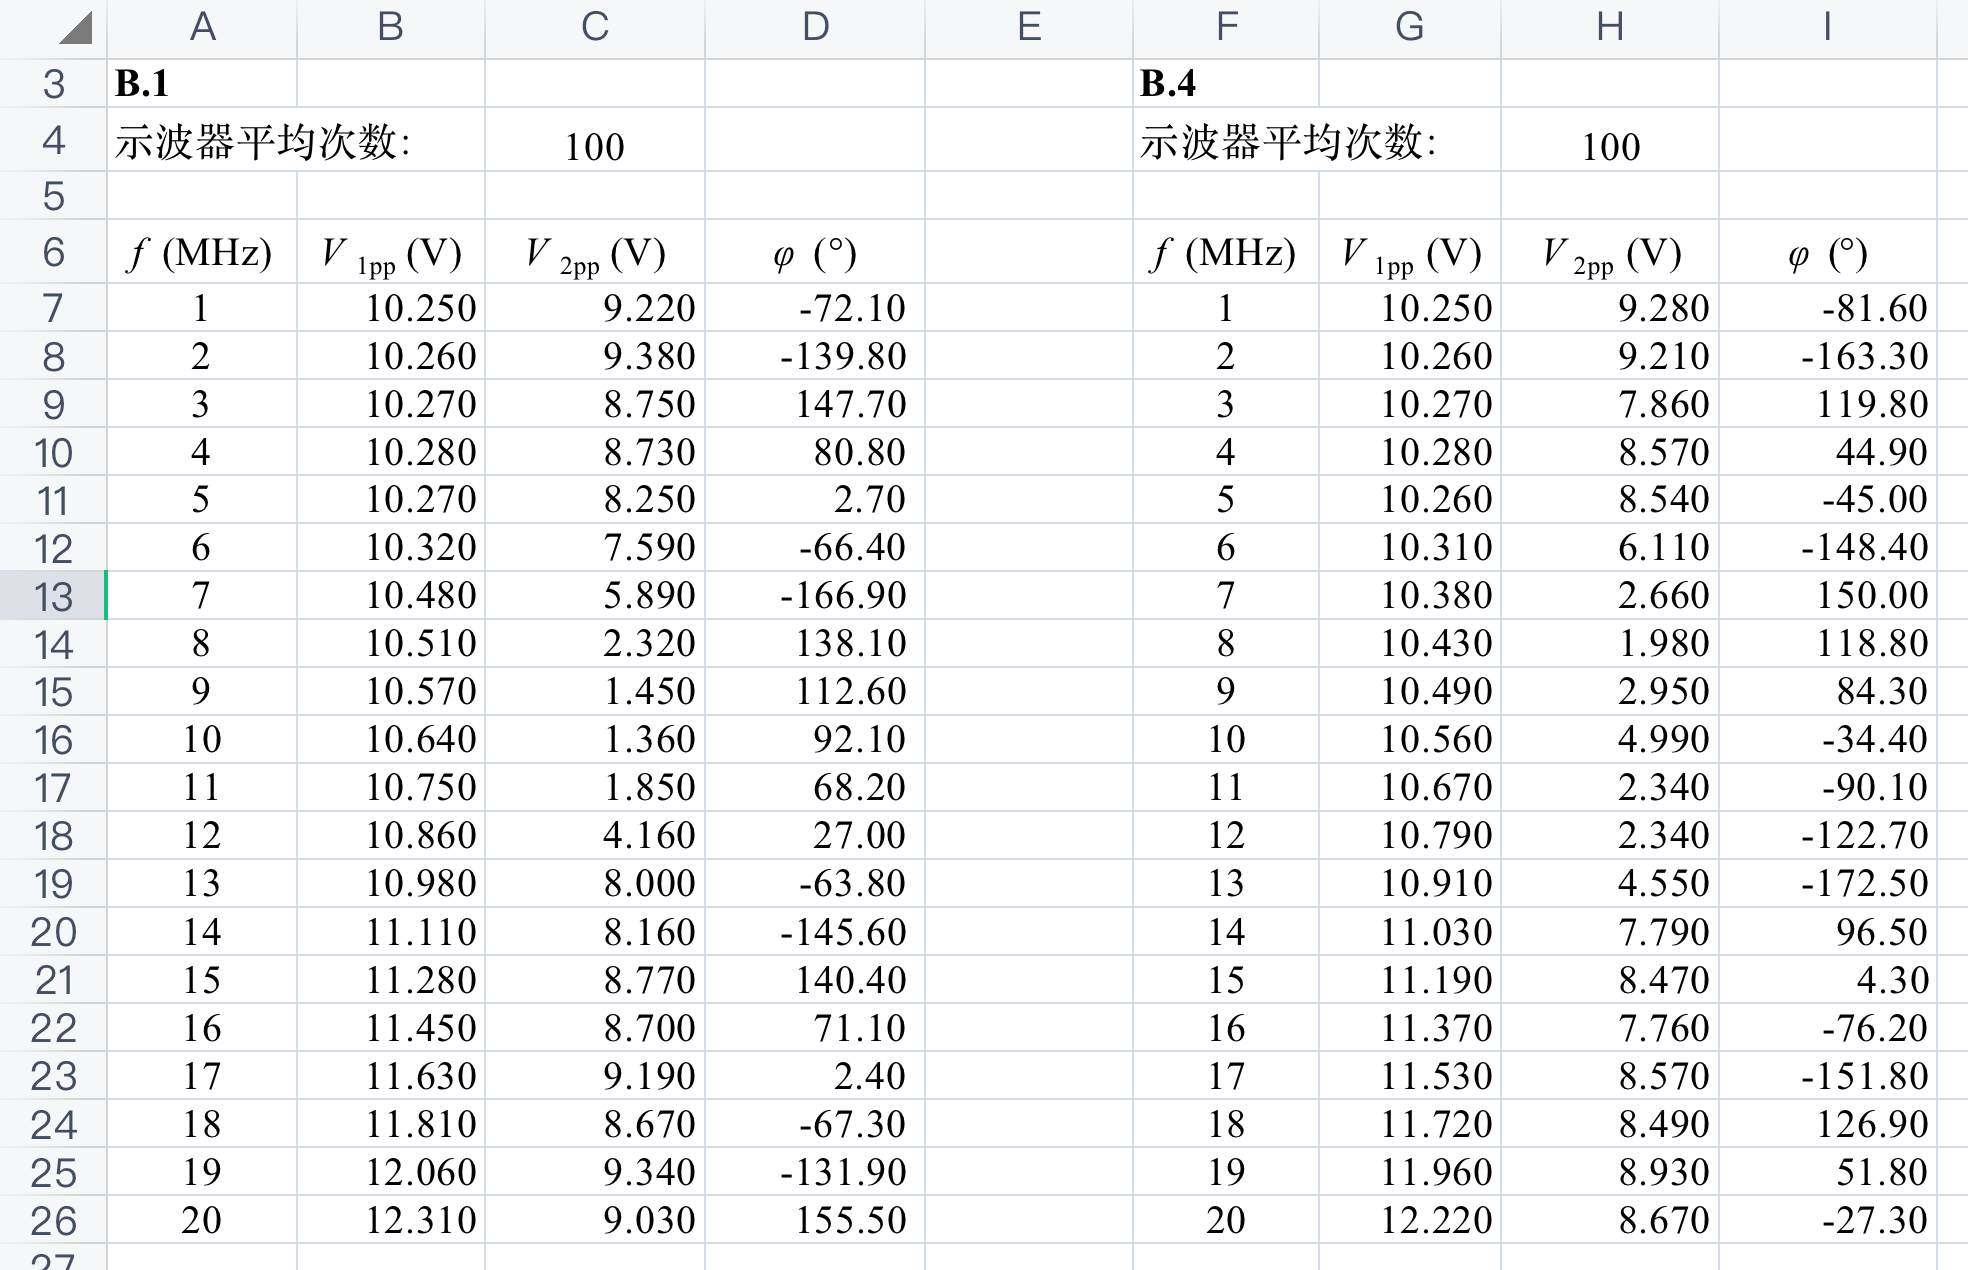 A B C D E F G H I
3 B.1 B.4
4 示波器平均次数: 100 示波器平均次数: 100
5
6 f (MHz) V 1pp (V) V 2pp (V) φ (°) f (MHz) V 1pp (V) V 2pp (V) φ (°)
7 1 10.250 9.220 -72.10 1 10.250 9.280 -81.60
8 2 10.260 9.380 -139.80 2 10.260 9.210 -163.30
9 3 10.270 8.750 147.70 3 10.270 7.860 119.80
10 4 10.280 8.730 80.80 4 10.280 8.570 44.90
11 5 10.270 8.250 2.70 5 10.260 8.540 -45.00
12 6 10.320 7.590 -66.40 6 10.310 6.110 -148.40
13 7 10.480 5.890 -166.90 7 10.380 2.660 150.00
14 8 10.510 2.320 138.10 8 10.430 1.980 118.80
15 9 10.570 1.450 112.60 9 10.490 2.950 84.30
16 10 10.640 1.360 92.10 10 10.560 4.990 -34.40
17 11 10.750 1.850 68.20 11 10.670 2.340 -90.10
18 12 10.860 4.160 27.00 12 10.790 2.340 -122.70
19 13 10.980 8.000 -63.80 13 10.910 4.550 -172.50
20 14 11.110 8.160 -145.60 14 11.030 7.790 96.50
21 15 11.280 8.770 140.40 15 11.190 8.470 4.30
22 16 11.450 8.700 71.10 16 11.370 7.760 -76.20
23 17 11.630 9.190 2.40 17 11.530 8.570 -151.80
24 18 11.810 8.670 -67.30 18 11.720 8.490 126.90
25 19 12.060 9.340 -131.90 19 11.960 8.930 51.80
26 20 12.310 9.030 155.50 20 12.220 8.670 -27.30
27